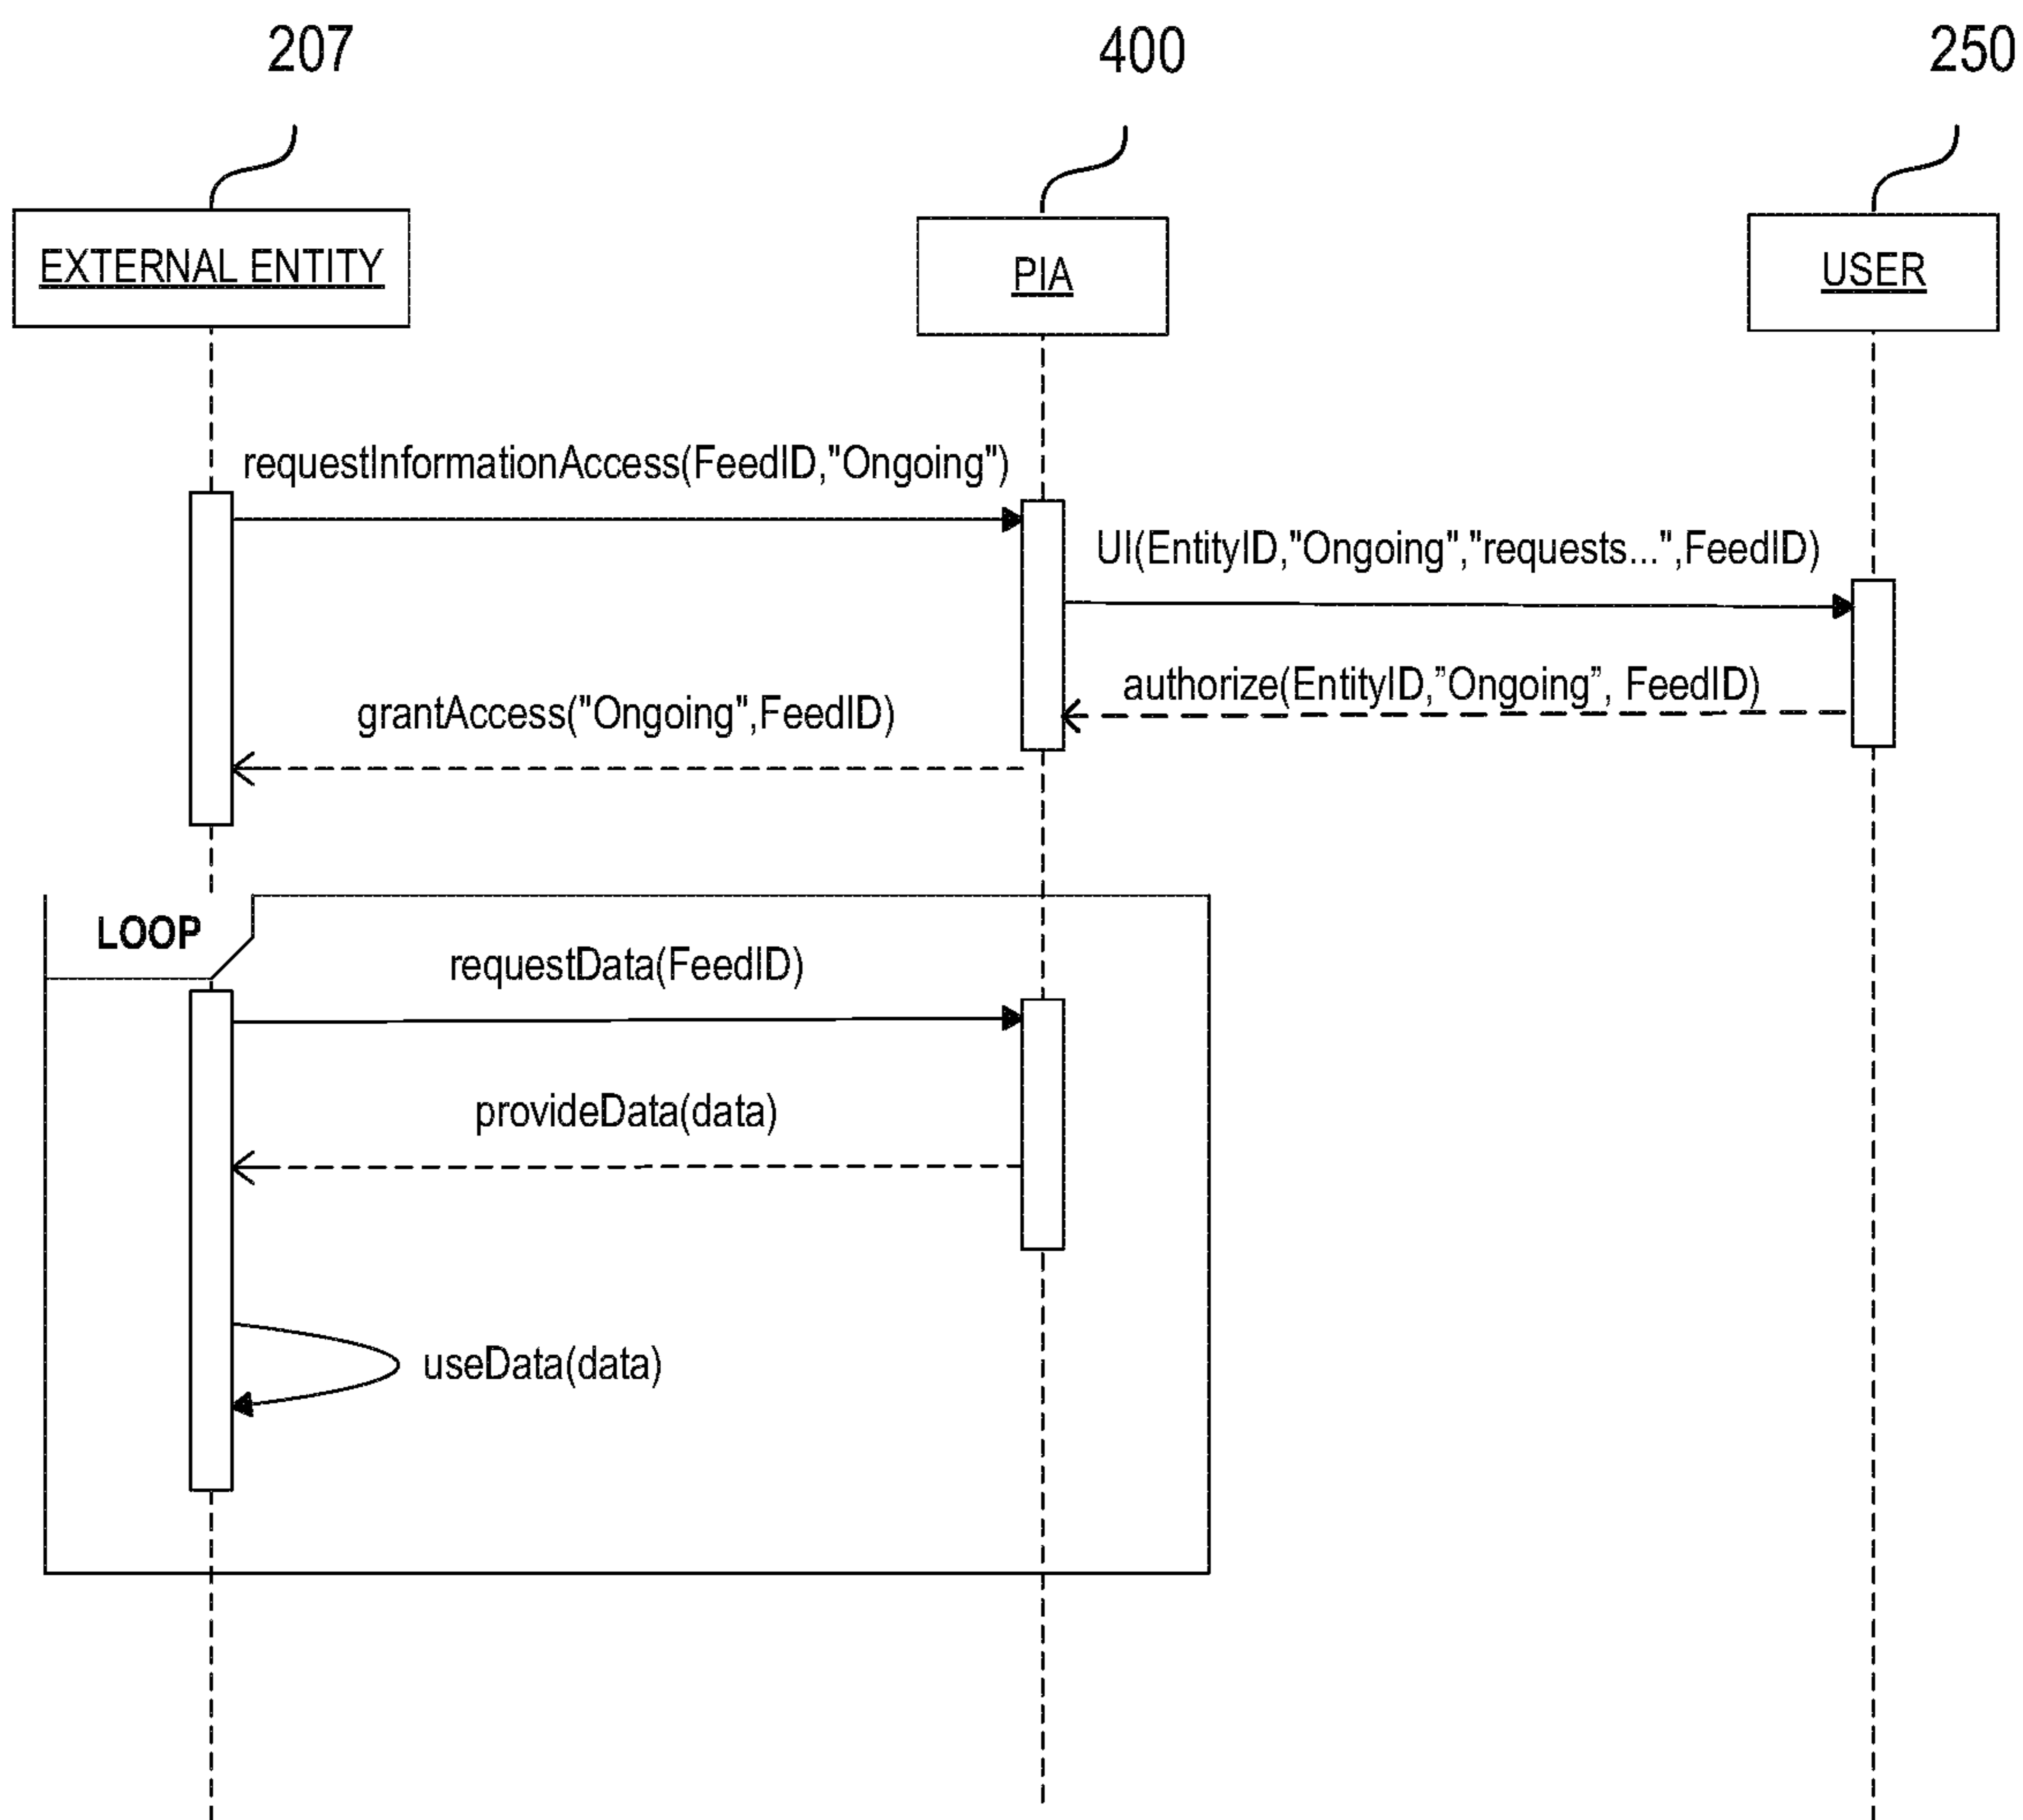 207
400
250
EXTERNAL ENTITY
PIA
USER
requestInformationAccess(FeedID,"Ongoing")
UI(EntityID,"Ongoing","requests...",FeedID)
authorize(EntityID,”Ongoing”, FeedID)
grantAccess("Ongoing",FeedID)
LOOP
requestData(FeedID)
provideData(data)
useData(data)